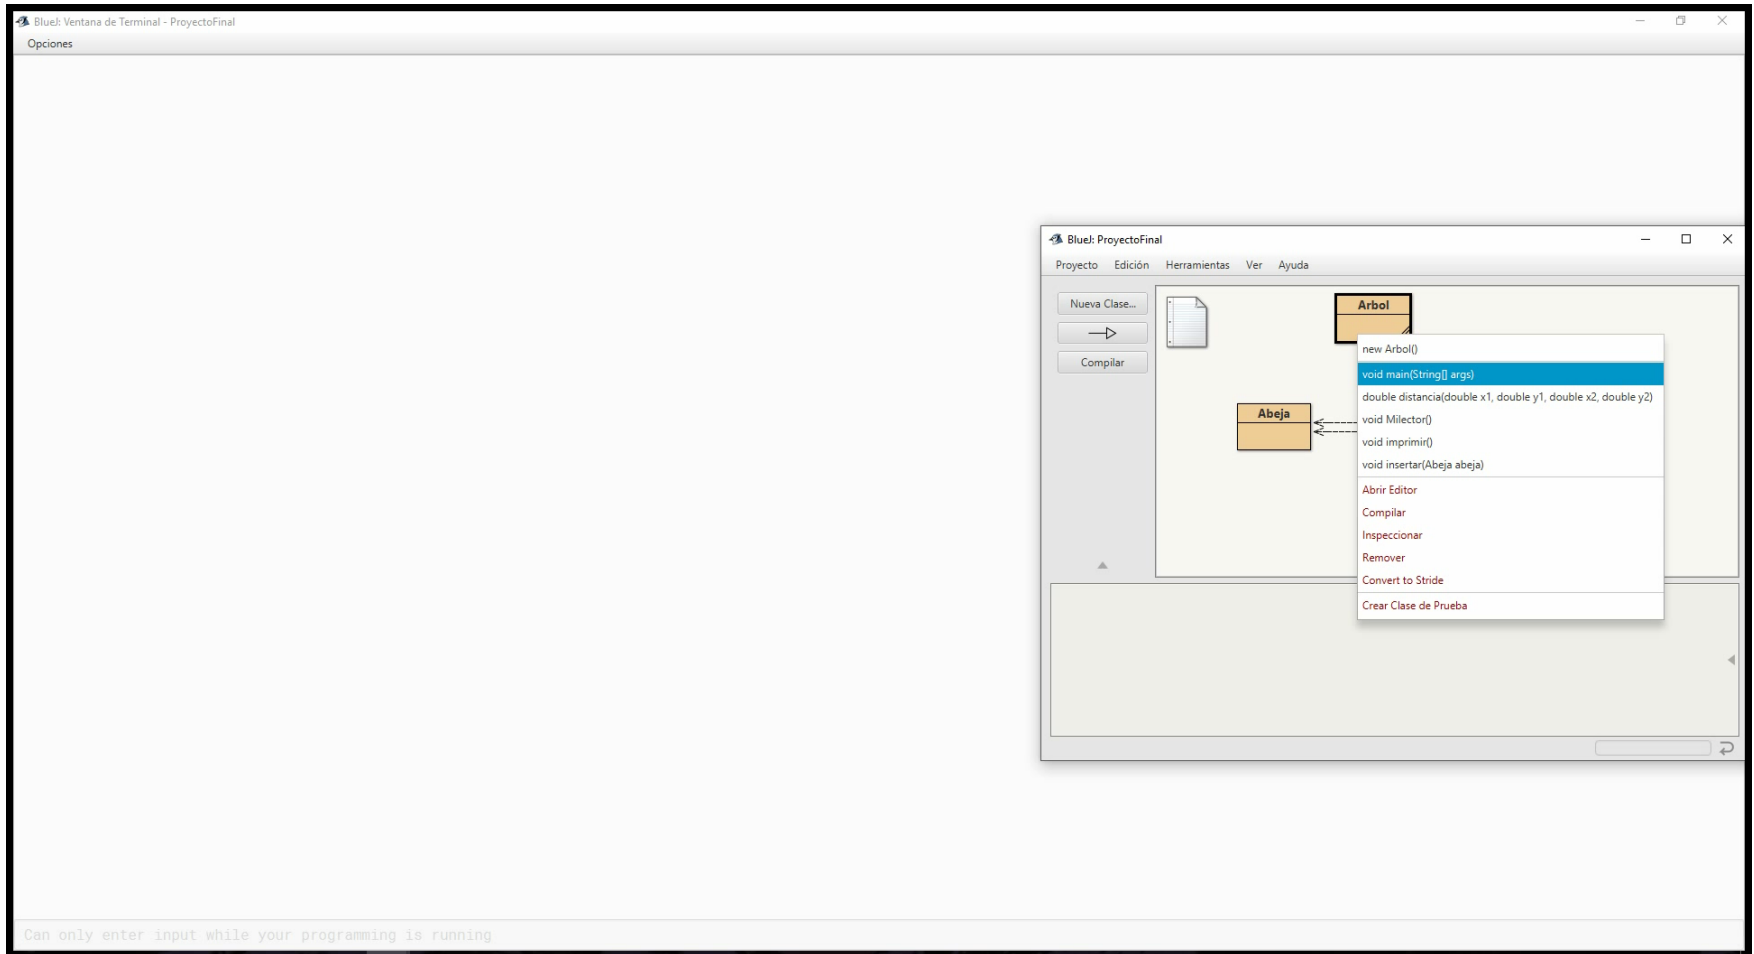 BlueJ: Ventana de Terminal - ProyectoFinal
Opciones
BlueJ: ProyectoFinal
Proyecto Edición Herramientas Ver Ayuda
Nueva Clase...
Compilar
Arbol
Abeja
new Arbol()
void main(String[] args)
double distancia(double x1, double y1, double x2, double y2)
void Milector()
void imprimir()
void insertar(Abeja abeja)
Abrir Editor
Compilar
Inspeccionar
Remover
Convert to Stride
Crear Clase de Prueba
Can only enter input while your programming is running